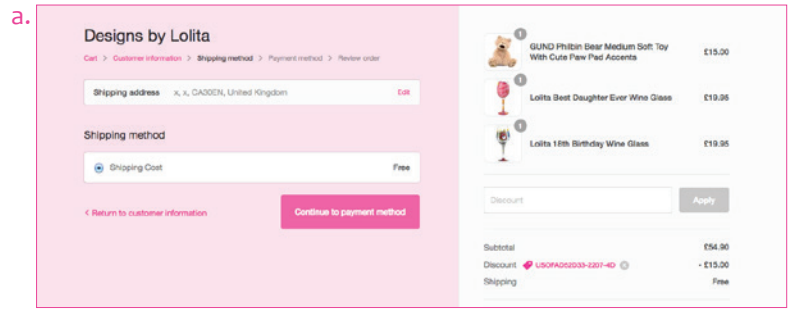 a.
Designs by Lolita
Cart > Customer information > Shipping method > Payment method > Review order
Shipping address x, x, GA00EN, United Kingdom Edit
Shipping method
Shipping Cost Free
< Return to customer information
Continue to payment method
1
GUND Philbin Bear Medium Soft Toy
With Cute Paw Pad Accents
£15.00
1
Lolita Best Daughter Ever Wine Glass £19.95
1
Lolita 18th Birthday Wine Glass £19.95
Discount Apply
Subtotal £54.90
Discount - £15.00
Shipping Free